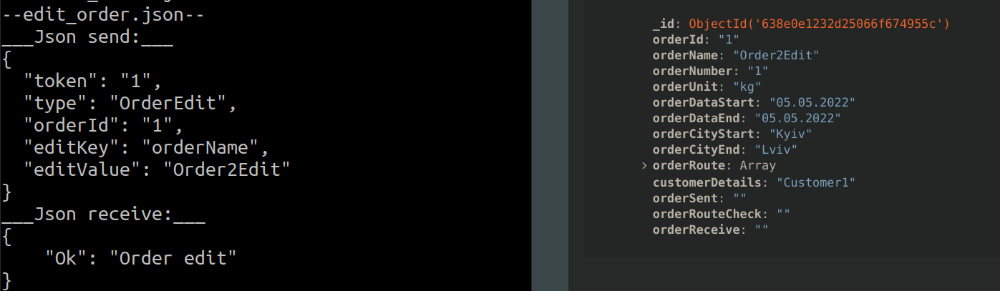 --edit_order.json--
___Json send:___
{
  "token": "1",
  "type": "OrderEdit",
  "orderId": "1",
  "editKey": "orderName",
  "editValue": "Order2Edit"
}
___Json receive:___
{
    "Ok": "Order edit"
}
_id: ObjectId('638e0e1232d25066f674955c')
orderId: "1"
orderName: "Order2Edit"
orderNumber: "1"
orderUnit: "kg"
orderDataStart: "05.05.2022"
orderDataEnd: "05.05.2022"
orderCityStart: "Kyiv"
orderCityEnd: "Lviv"
> orderRoute: Array
customerDetails: "Customer1"
orderSent: ""
orderRouteCheck: ""
orderReceive: ""